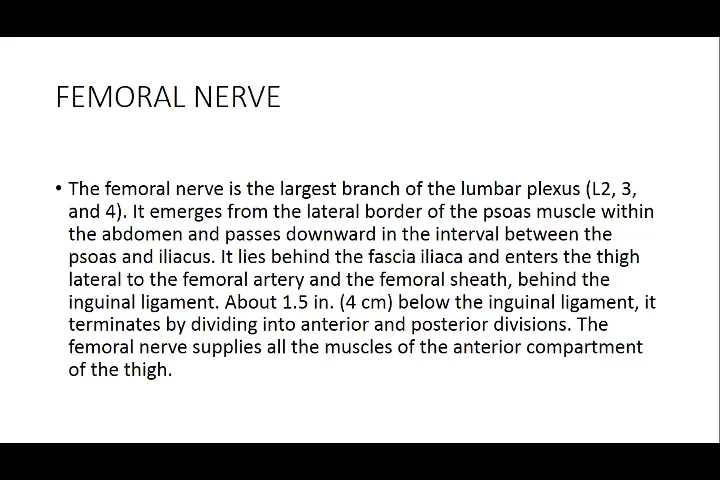 FEMORAL NERVE
• The femoral nerve is the largest branch of the lumbar plexus (L2, 3,
and 4). It emerges from the lateral border of the psoas muscle within
the abdomen and passes downward in the interval between the
psoas and iliacus. It lies behind the fascia iliaca and enters the thigh
lateral to the femoral artery and the femoral sheath, behind the
inguinal ligament. About 1.5 in. (4 cm) below the inguinal ligament, it
terminates by dividing into anterior and posterior divisions. The
femoral nerve supplies all the muscles of the anterior compartment
of the thigh.